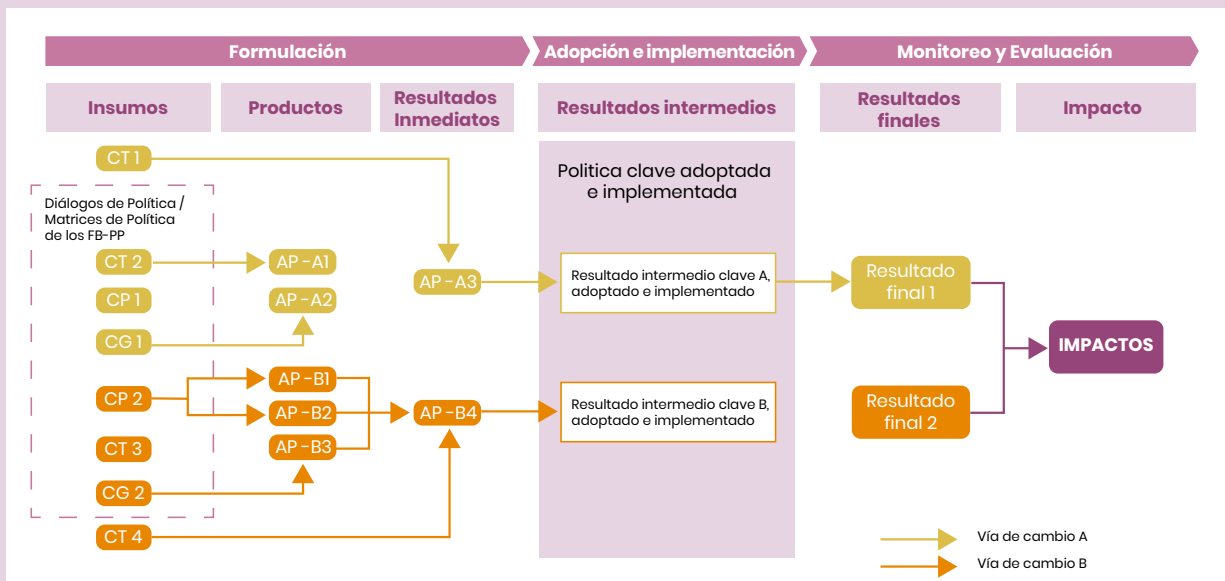 Formulación
Adopción e implementación
Monitoreo y Evaluación
Insumos
Productos
Resultados
Inmediatos
Resultados intermedios
Resultados
finales
Impacto
CT 1
Politica clave adoptada
e implementada
Diálogos de Política /
Matrices de Política
de los FB-PP
CT 2
AP -A1
AP -A3
Resultado intermedio clave A,
adoptado e implementado
Resultado
final 1
CP 1
AP -A2
CG 1
IMPACTOS
CP 2
AP -B1
AP -B2
AP -B4
Resultado intermedio clave B,
adoptado e implementado
Resultado
final 2
CT 3
AP -B3
CG 2
CT 4
Vía de cambio A
Vía de cambio B